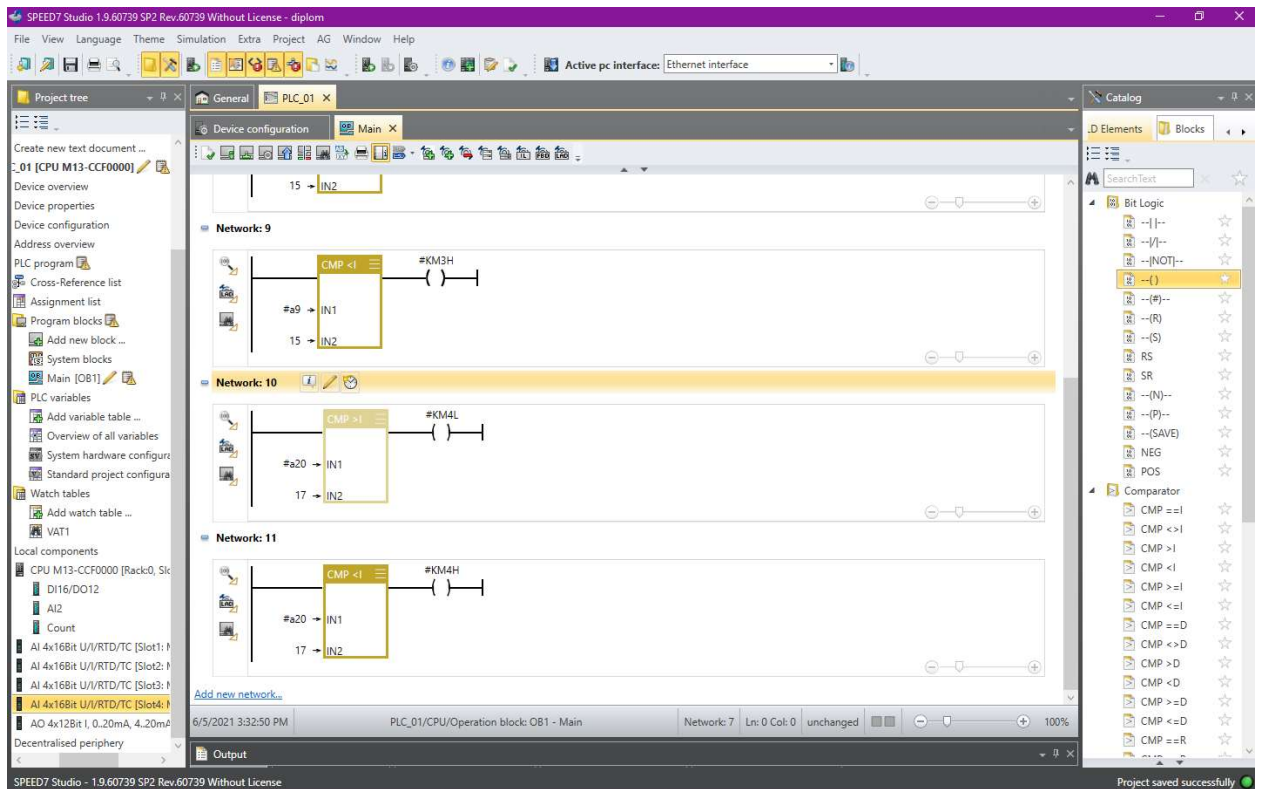 SPEED7 Studio 1.9.60739 SP2 Rev.60739 Without License - diplom
File View Language Theme Simulation Extra Project AG Window Help
Active pc interface: Ethernet interface
Project tree
Create new text document ...
_01 [CPU M13-CCF0000]
Device overview
Device properties
Device configuration
Address overview
PLC program
Cross-Reference list
Assignment list
Program blocks
Add new block ...
System blocks
Main [OB1]
PLC variables
Add variable table ...
Overview of all variables
System hardware configura
Standard project configura
Watch tables
Add watch table ...
VAT1
Local components
CPU M13-CCF0000 [Rack:0, Slo
DI16/DO12
AI2
Count
AI 4x16Bit U/I/RTD/TC [Slot1: M
AI 4x16Bit U/I/RTD/TC [Slot2: M
AI 4x16Bit U/I/RTD/TC [Slot3: M
AI 4x16Bit U/I/RTD/TC [Slot4: M
AO 4x12Bit I, 0..20mA, 4..20mA
Decentralised periphery
General PLC_01
Device configuration Main
15 IN2
Network: 9
CMP <I #KM3H
( )
#a9 IN1
15 IN2
Network: 10
CMP >I #KM4L
( )
#a20 IN1
17 IN2
Network: 11
CMP <I #KM4H
( )
#a20 IN1
17 IN2
Add new network...
6/5/2021 3:32:50 PM PLC_01/CPU/Operation block: OB1 - Main Network: 7 Ln: 0 Col: 0 unchanged 100%
Output
Catalog
.D Elements Blocks
SearchText
Bit Logic
--| |--
--|/|--
--|NOT|--
--( )
--(#)--
--(R)
--(S)
RS
SR
--(N)--
--(P)--
--(SAVE)
NEG
POS
Comparator
CMP ==I
CMP <>I
CMP >I
CMP <I
CMP >=I
CMP <=I
CMP ==D
CMP <>D
CMP >D
CMP <D
CMP >=D
CMP <=D
CMP ==R
SPEED7 Studio - 1.9.60739 SP2 Rev.60739 Without License Project saved successfully